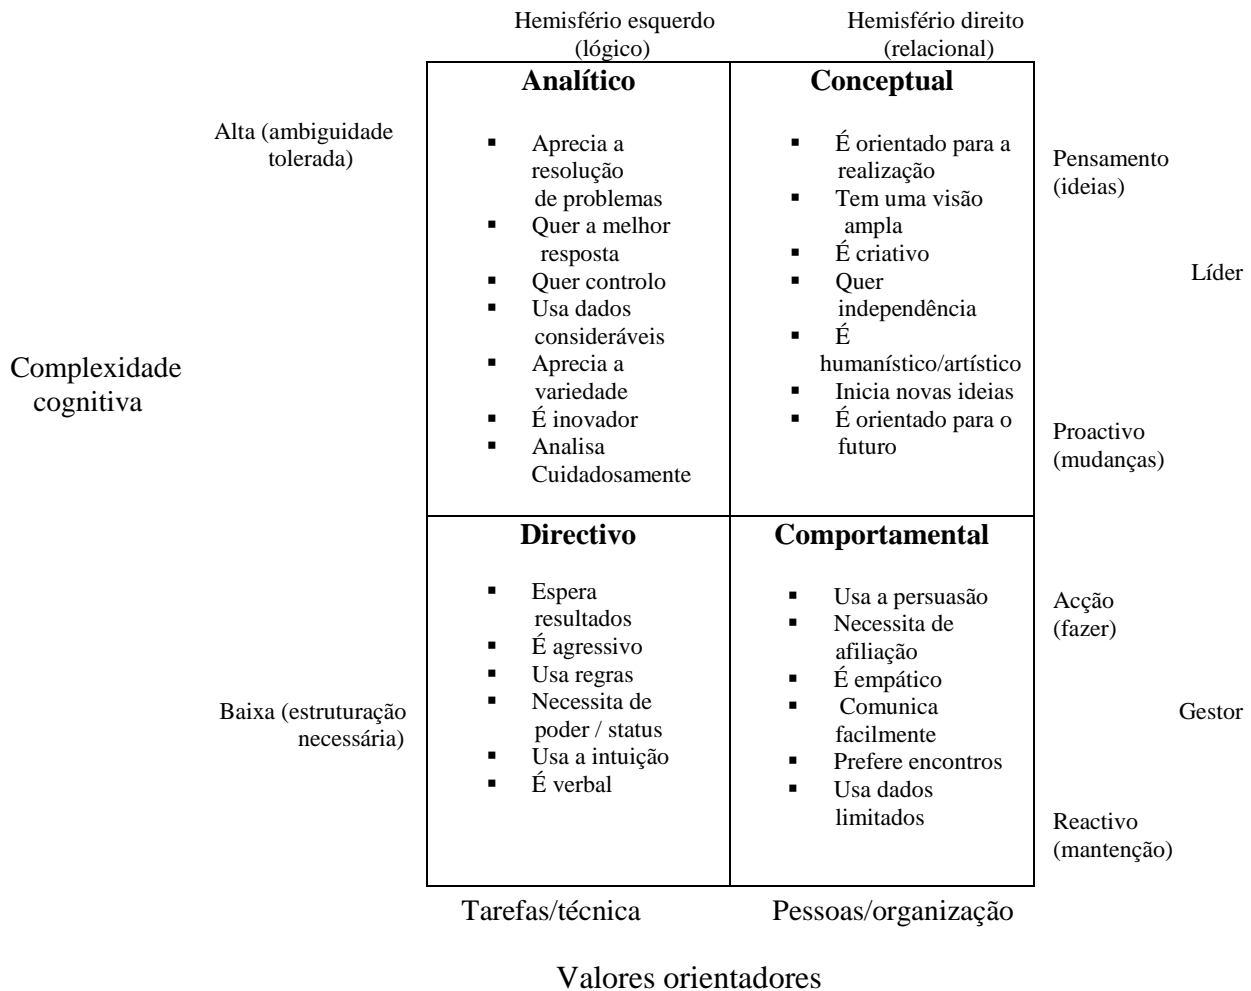 Hemisfério esquerdo
(lógico)
Hemisfério direito
(relacional)
Analítico
Conceptual
Alta (ambiguidade
tolerada)
▪ Aprecia a
resolução
de problemas
▪ Quer a melhor
resposta
▪ Quer controlo
▪ Usa dados
consideráveis
▪ Aprecia a
variedade
▪ É inovador
▪ Analisa
Cuidadosamente
▪ É orientado para a
realização
▪ Tem uma visão
ampla
▪ É criativo
▪ Quer
independência
▪ É
humanístico/artístico
▪ Inicia novas ideias
▪ É orientado para o
futuro
Pensamento
(ideias)
Líder
Proactivo
(mudanças)
Complexidade
cognitiva
Directivo
Comportamental
Baixa (estruturação
necessária)
▪ Espera
resultados
▪ É agressivo
▪ Usa regras
▪ Necessita de
poder / status
▪ Usa a intuição
▪ É verbal
▪ Usa a persuasão
▪ Necessita de
afiliação
▪ É empático
▪ Comunica
facilmente
▪ Prefere encontros
▪ Usa dados
limitados
Acção
(fazer)
Gestor
Reactivo
(mantenção)
Tarefas/técnica
Pessoas/organização
Valores orientadores